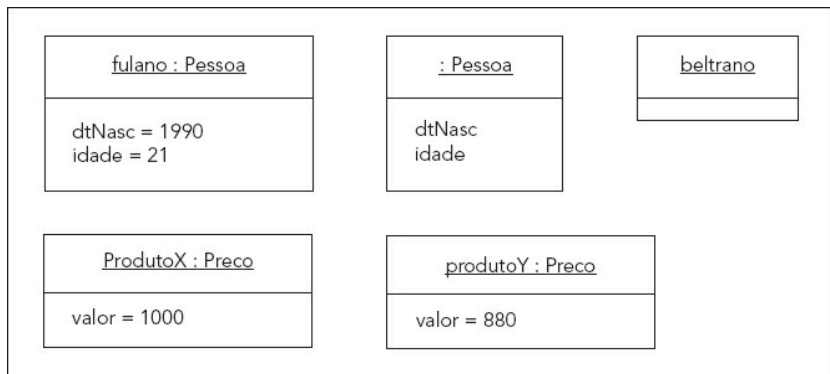 fulano : Pessoa
dtNasc = 1990
idade = 21
: Pessoa
dtNasc
idade
beltrano
ProdutoX : Preco
valor = 1000
produtoY : Preco
valor = 880